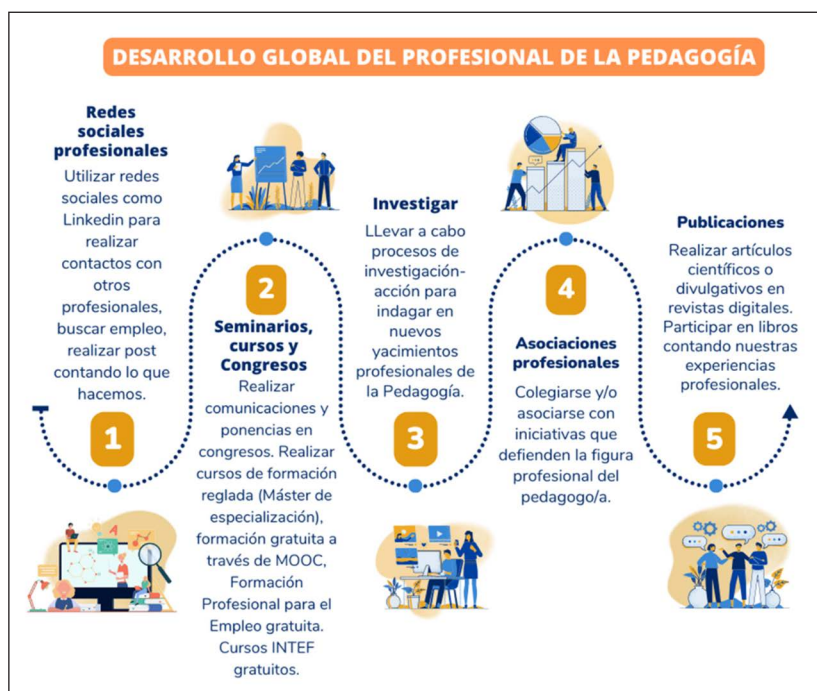 DESARROLLO GLOBAL DEL PROFESIONAL DE LA PEDAGOGÍA
Redes
sociales
profesionales
Utilizar redes
sociales como
Linkedin para
realizar
contactos con
otros
profesionales,
buscar empleo,
realizar post
contando lo que
hacemos.
1
2
Seminarios,
cursos y
Congresos
Realizar
comunicaciones y
ponencias en
congresos. Realizar
cursos de formación
reglada (Máster de
especialización),
formación gratuita a
través de MOOC,
Formación
Profesional para el
Empleo gratuita.
Cursos INTEF
gratuitos.
Investigar
LLevar a cabo
procesos de
investigación-
acción para
indagar en
nuevos
yacimientos
profesionales de
la Pedagogía.
3
4
Asociaciones
profesionales
Colegiarse y/o
asociarse con
iniciativas que
defienden la figura
profesional del
pedagogo/a.
Publicaciones
Realizar artículos
científicos o
divulgativos en
revistas digitales.
Participar en libros
contando nuestras
experiencias
profesionales.
5